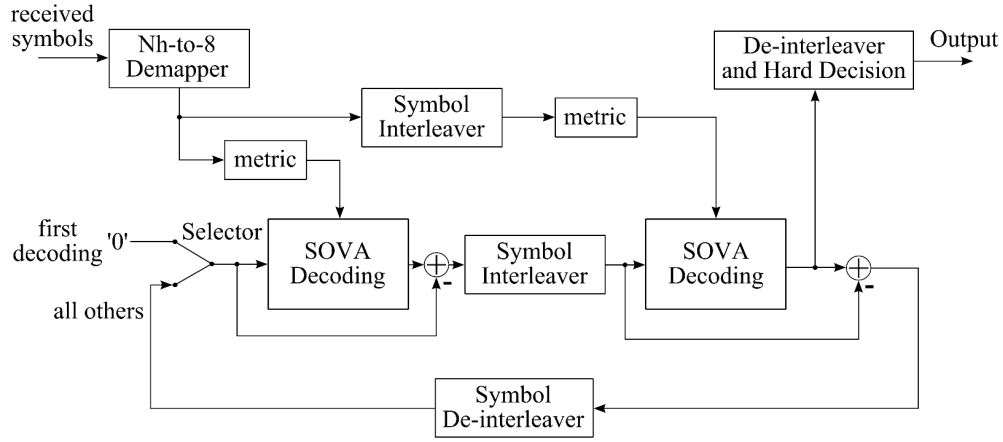 received
symbols
Nh-to-8
Demapper
De-interleaver
and Hard Decision
Output
Symbol
Interleaver
metric
metric
first
decoding
'0'
Selector
SOVA
Decoding
-
Symbol
Interleaver
SOVA
Decoding
-
all others
Symbol
De-interleaver